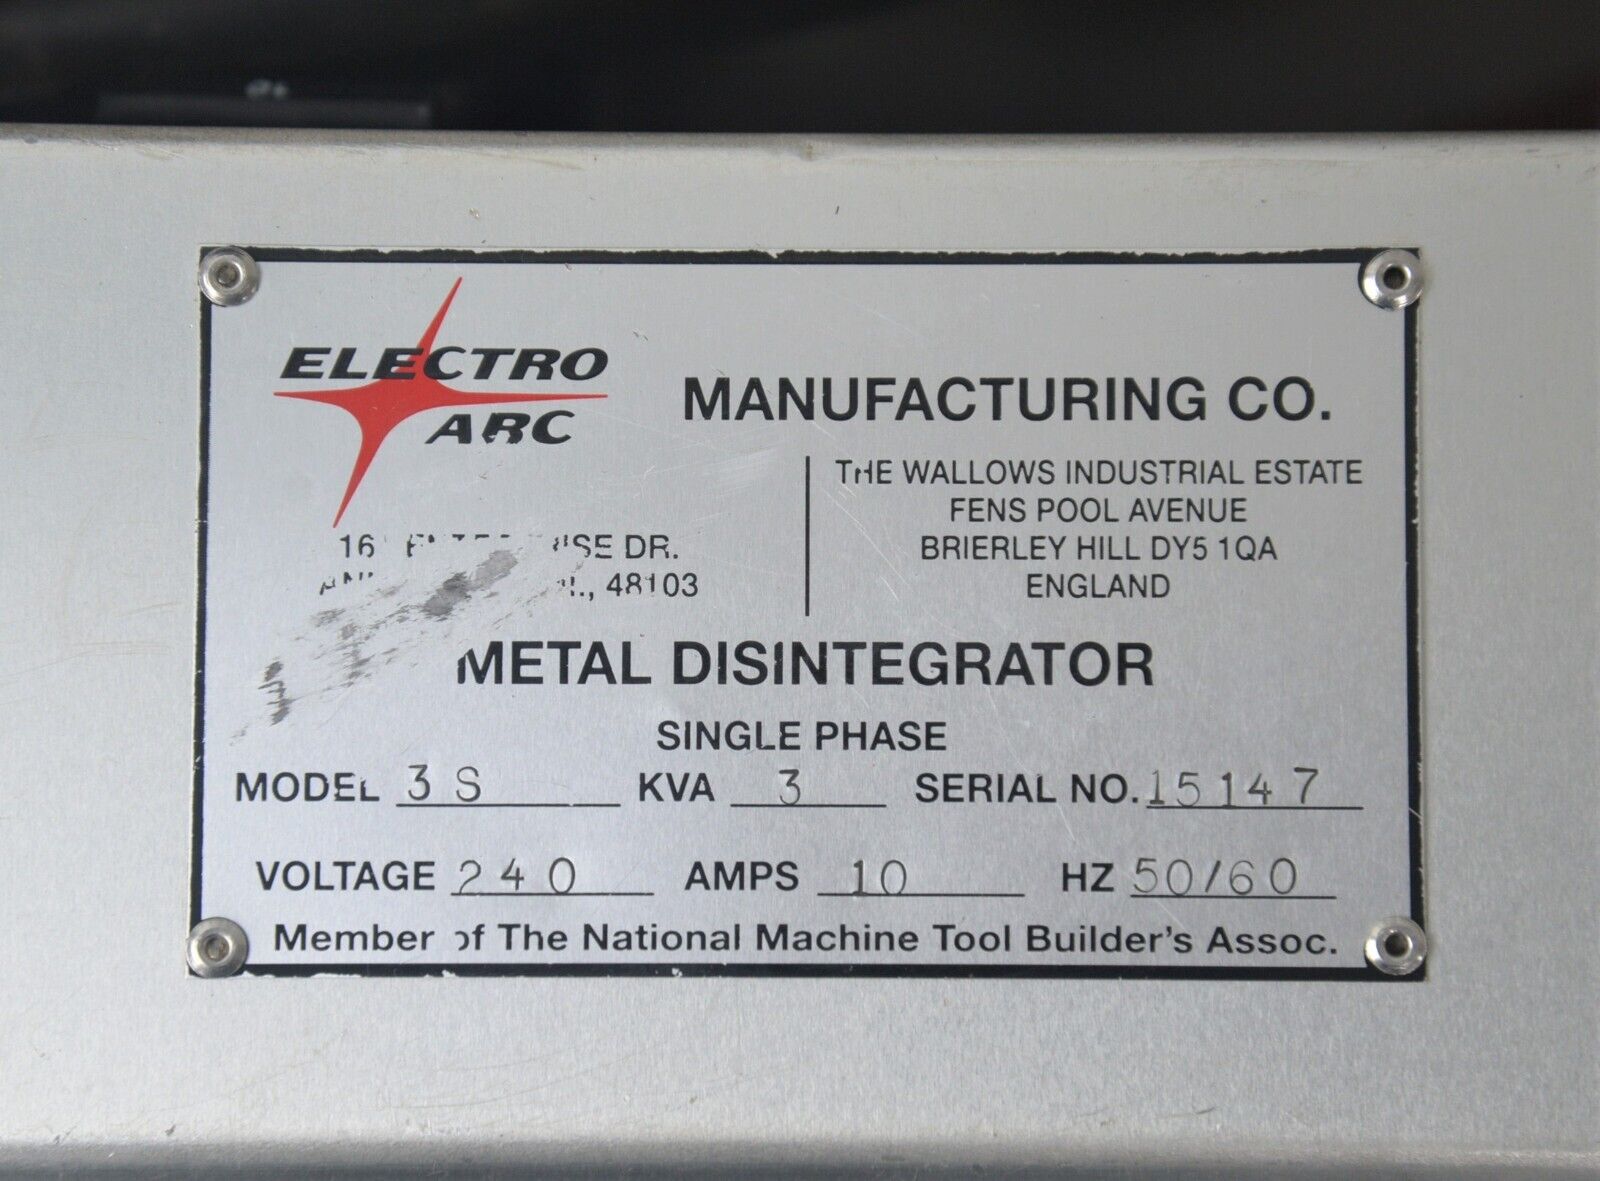 ELECTRO
ARC
MANUFACTURING CO.
DR.
48103
THE WALLOWS INDUSTRIAL ESTATE
FENS POOL AVENUE
BRIERLEY HILL DY5 1QA
ENGLAND
METAL DISINTEGRATOR
SINGLE PHASE
MODEL 3 S KVA 3 SERIAL NO. 15147
VOLTAGE 240 AMPS 10 HZ 50/60
Member of The National Machine Tool Builder's Assoc.